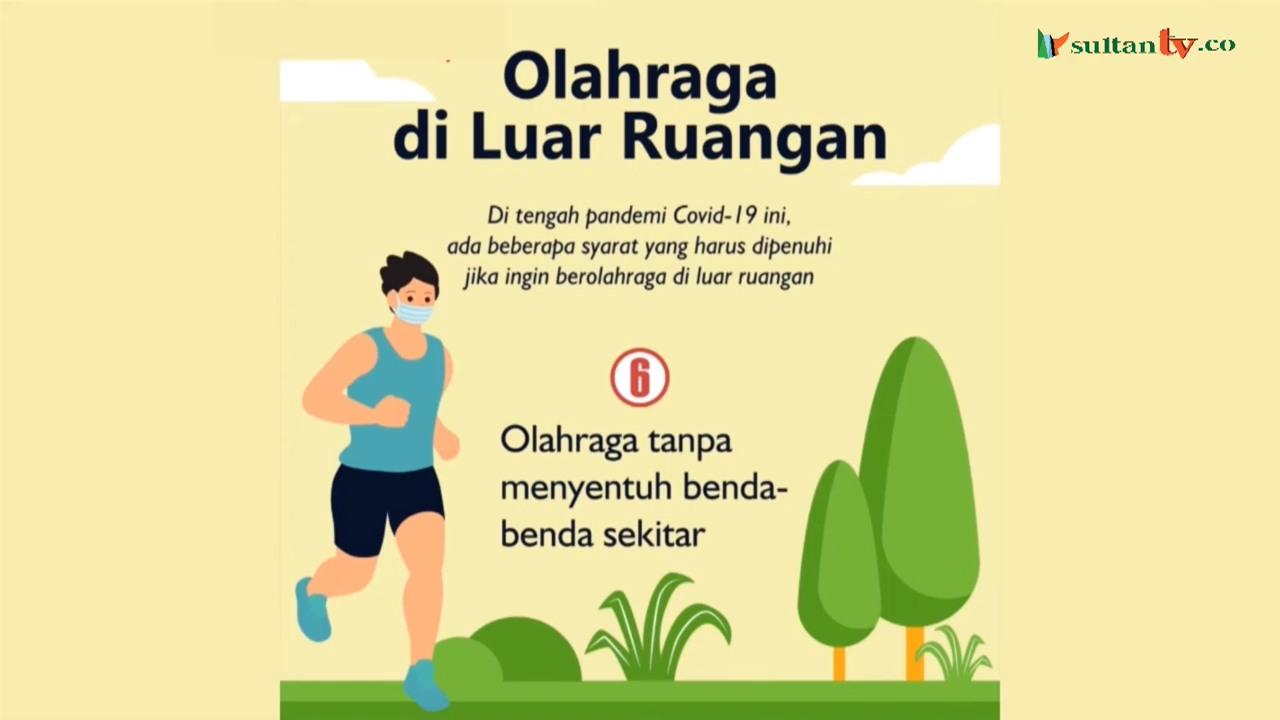 sultantv.co
Olahraga
di Luar Ruangan
Di tengah pandemi Covid-19 ini,
ada beberapa syarat yang harus dipenuhi
jika ingin berolahraga di luar ruangan
6
Olahraga tanpa
menyentuh benda-
benda sekitar